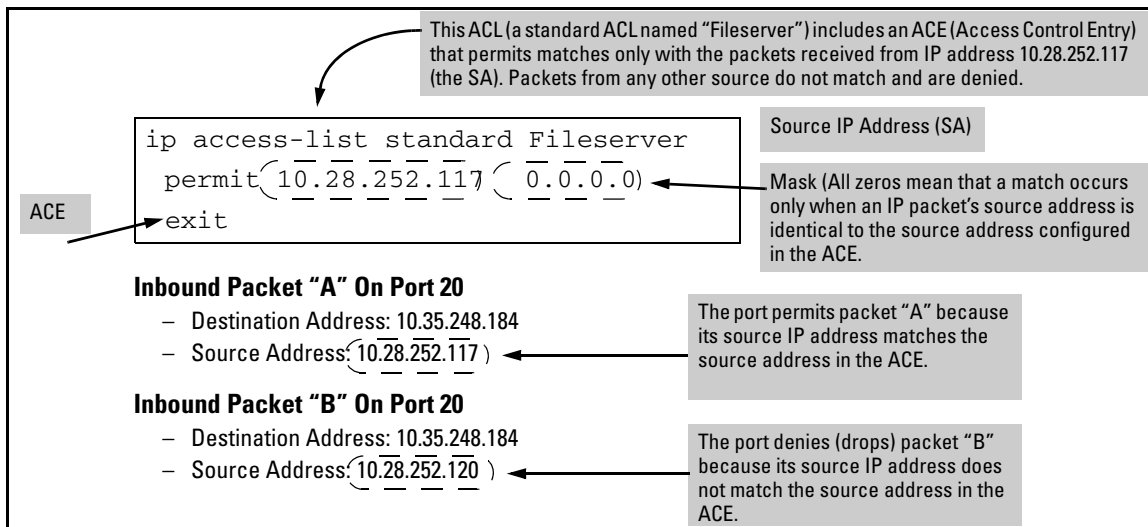 This ACL (a standard ACL named “Fileserver”) includes an ACE (Access Control Entry)
that permits matches only with the packets received from IP address 10.28.252.117
(the SA). Packets from any other source do not match and are denied.
ip access-list standard Fileserver
permit 10.28.252.117 0.0.0.0
exit
Source IP Address (SA)
Mask (All zeros mean that a match occurs
only when an IP packet’s source address is
identical to the source address configured
in the ACE.
ACE
Inbound Packet “A” On Port 20
– Destination Address: 10.35.248.184
– Source Address: 10.28.252.117
The port permits packet “A” because
its source IP address matches the
source address in the ACE.
Inbound Packet “B” On Port 20
– Destination Address: 10.35.248.184
– Source Address: 10.28.252.120
The port denies (drops) packet “B”
because its source IP address does
not match the source address in the
ACE.